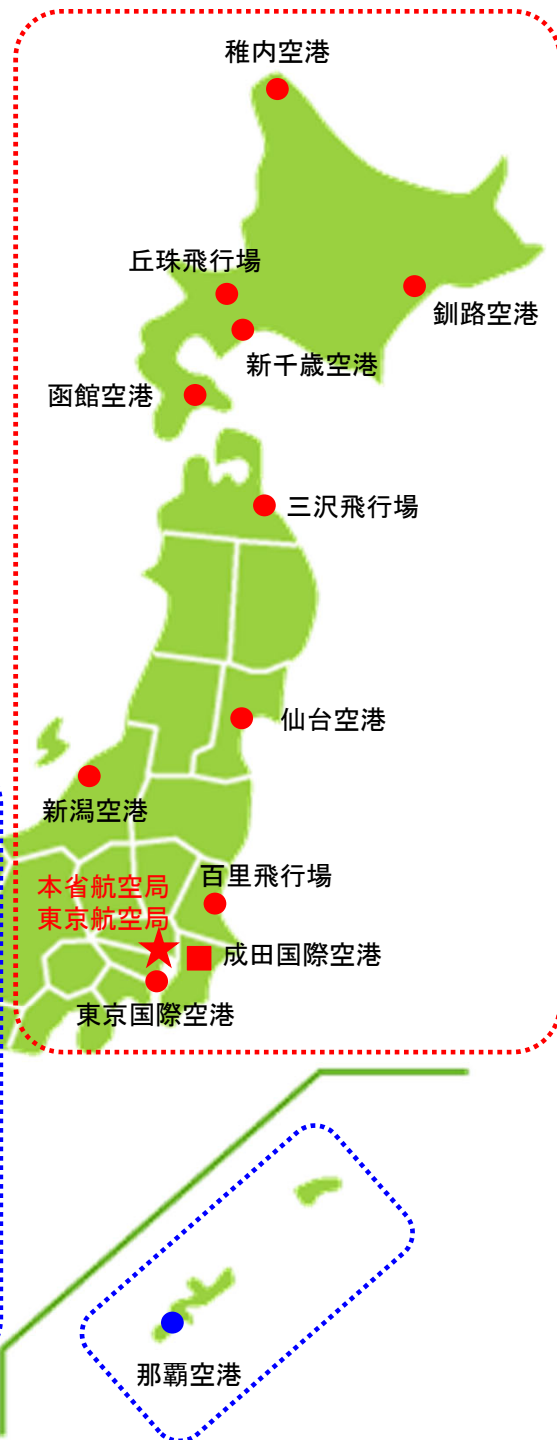 稚内空港
丘珠飛行場
釧路空港
新千歳空港
函館空港
三沢飛行場
仙台空港
新潟空港
百里飛行場
本省航空局
東京航空局
成田国際空港
東京国際空港
那覇空港